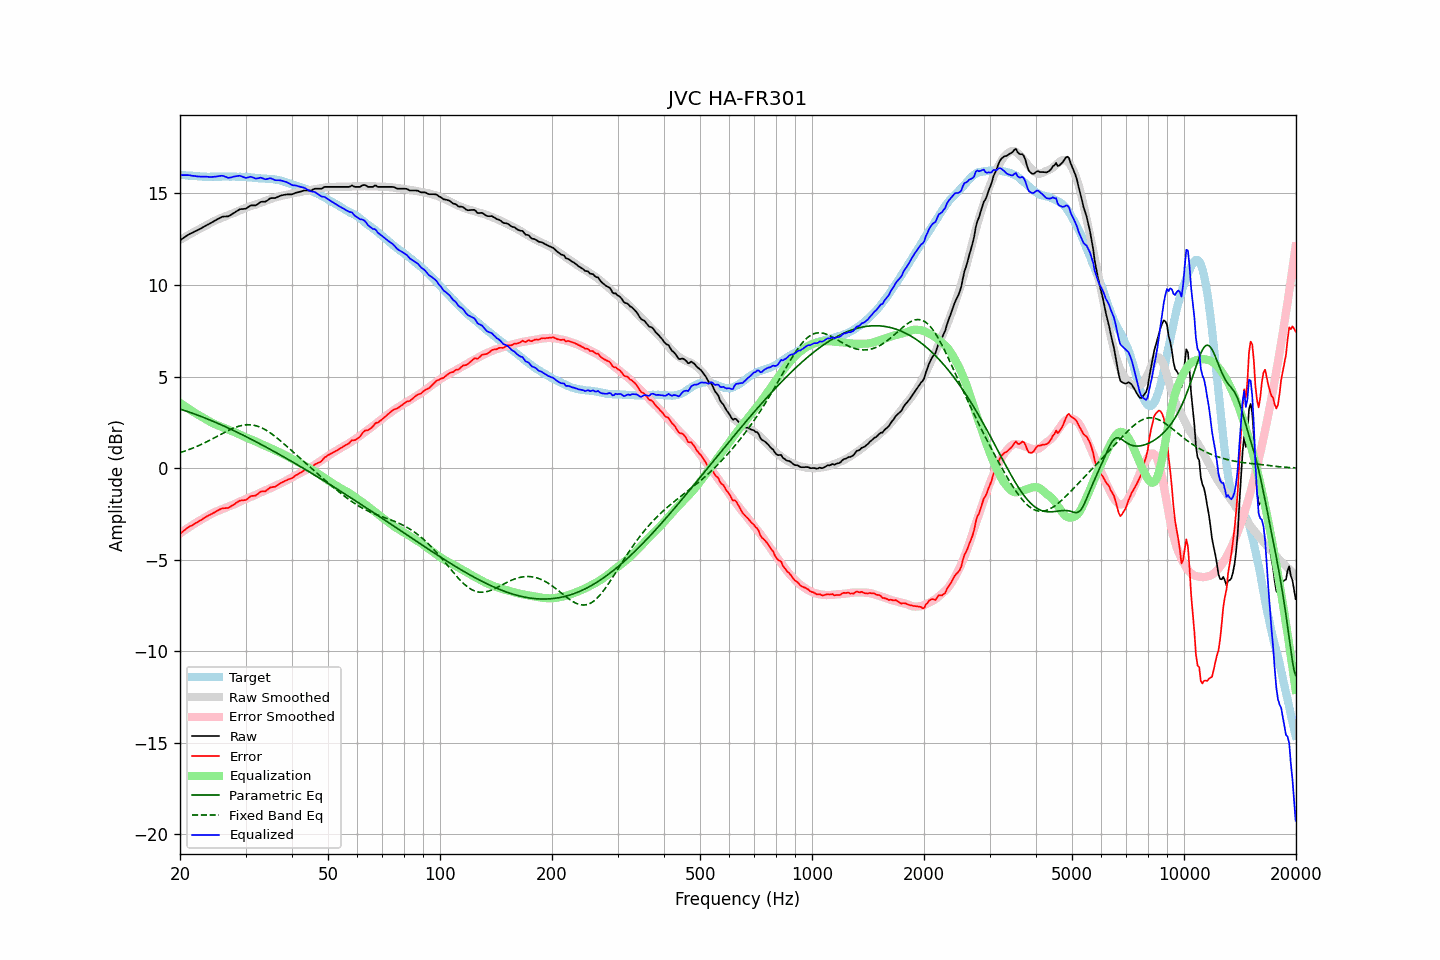 JVC HA-FR301
Amplitude (dBr)
15
10
5
0
−5
−10
−15
−20
Target
Raw Smoothed
Error Smoothed
Raw
Error
Equalization
Parametric Eq
Fixed Band Eq
Equalized
20
50
100
200
500
1000
2000
5000
10000
20000
Frequency (Hz)